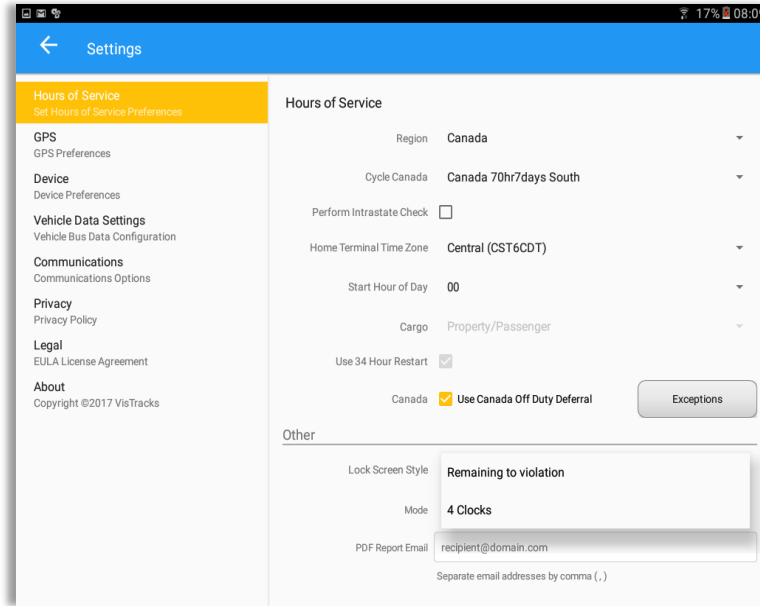 17% 08:09
Settings
Hours of Service
Set Hours of Service Preferences
GPS
GPS Preferences
Device
Device Preferences
Vehicle Data Settings
Vehicle Bus Data Configuration
Communications
Communications Options
Privacy
Privacy Policy
Legal
EULA License Agreement
About
Copyright ©2017 VisTracks
Hours of Service
Region Canada
Cycle Canada Canada 70hr7days South
Perform Intrastate Check
Home Terminal Time Zone Central (CST6CDT)
Start Hour of Day 00
Cargo Property/Passenger
Use 34 Hour Restart
Canada Use Canada Off Duty Deferral Exceptions
Other
Lock Screen Style Remaining to violation
Mode 4 Clocks
PDF Report Email recipient@domain.com
Separate email addresses by comma ( , )